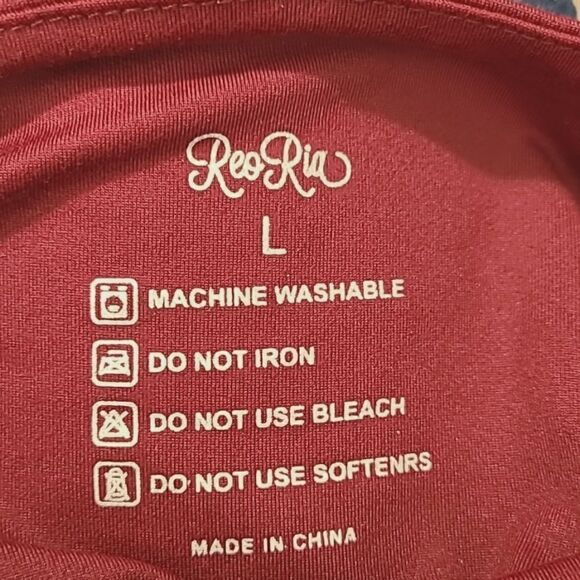 ReoRia
L
MACHINE WASHABLE
DO NOT IRON
DO NOT USE BLEACH
DO NOT USE SOFTENRS
MADE IN CHINA